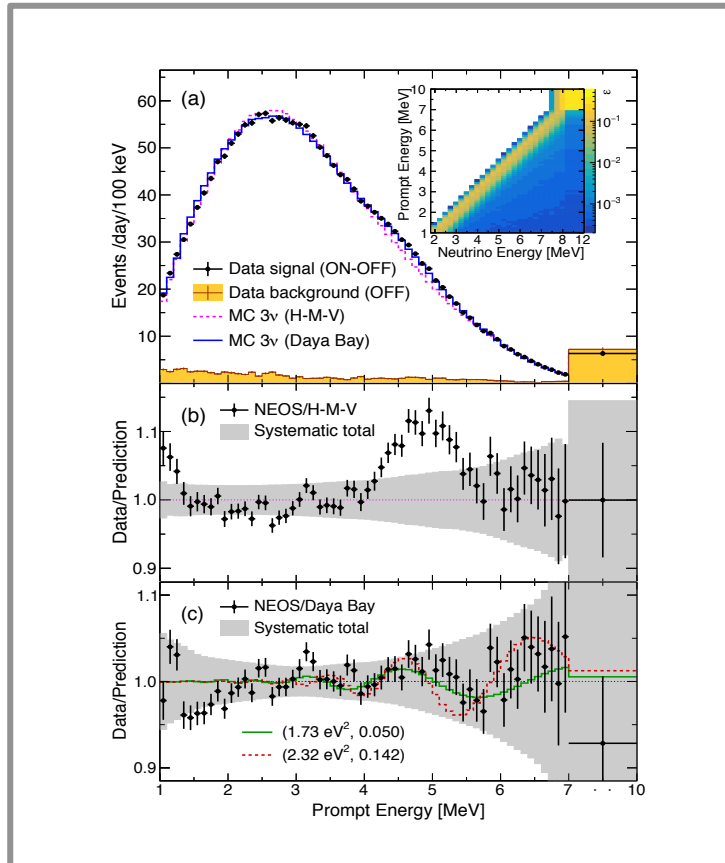 (a)
60
50
40
30
20
10
Events /day/100 keV
Data signal (ON-OFF)
Data background (OFF)
MC 3ν (H-M-V)
MC 3ν (Daya Bay)
Prompt Energy [MeV]
10
7
6
5
4
3
2
1
2 3 4 5 6 7 8 12
Neutrino Energy [MeV]
ε
10⁻¹
10⁻²
10⁻³
(b)
NEOS/H-M-V
Systematic total
1.1
1.0
0.9
Data/Prediction
(c)
NEOS/Daya Bay
Systematic total
1.1
1.0
0.9
Data/Prediction
(1.73 eV², 0.050)
(2.32 eV², 0.142)
1 2 3 4 5 6 7 10
Prompt Energy [MeV]